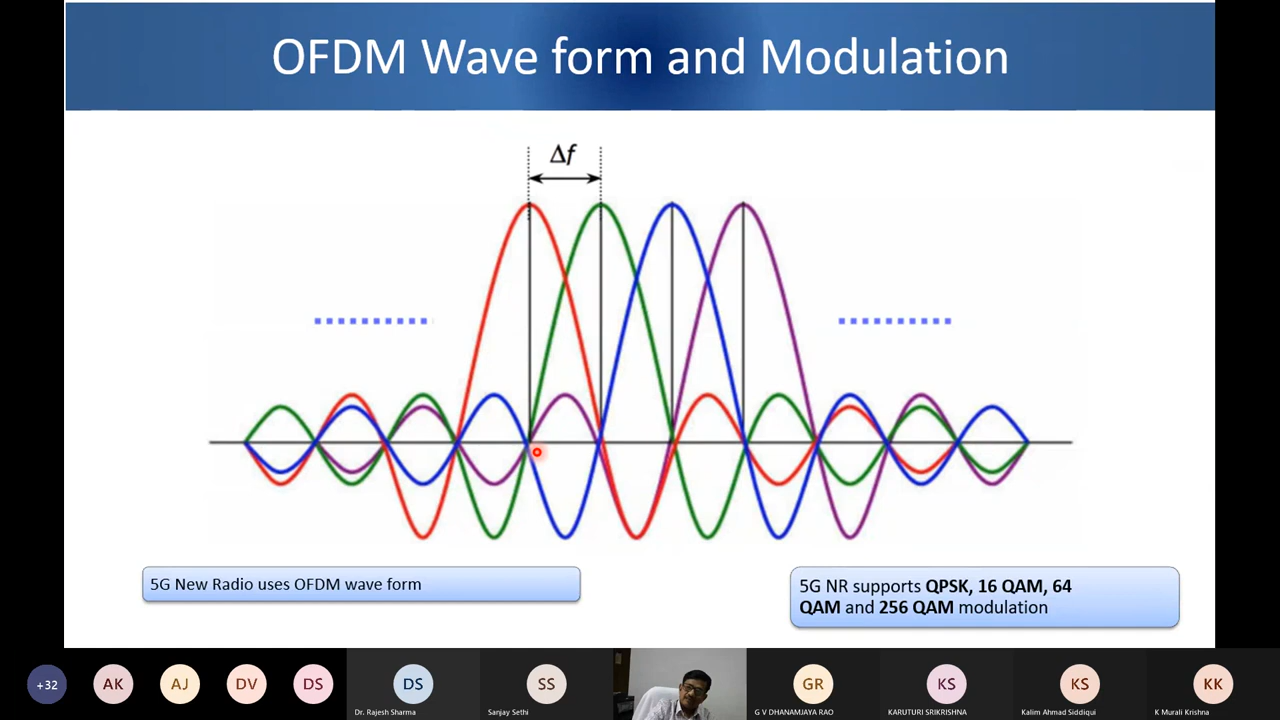 OFDM Wave form and Modulation
Δf
5G New Radio uses OFDM wave form
5G NR supports QPSK, 16 QAM, 64
QAM and 256 QAM modulation
+32
AK
AJ
DV
DS
DS
SS
GR
KS
KS
KK
Dr. Rajesh Sharma
Sanjay Sethi
G V DHANAMJAYA RAO
KARUTURI SRIKRISHNA
Kalim Ahmad Siddiqui
K Murali Krishna